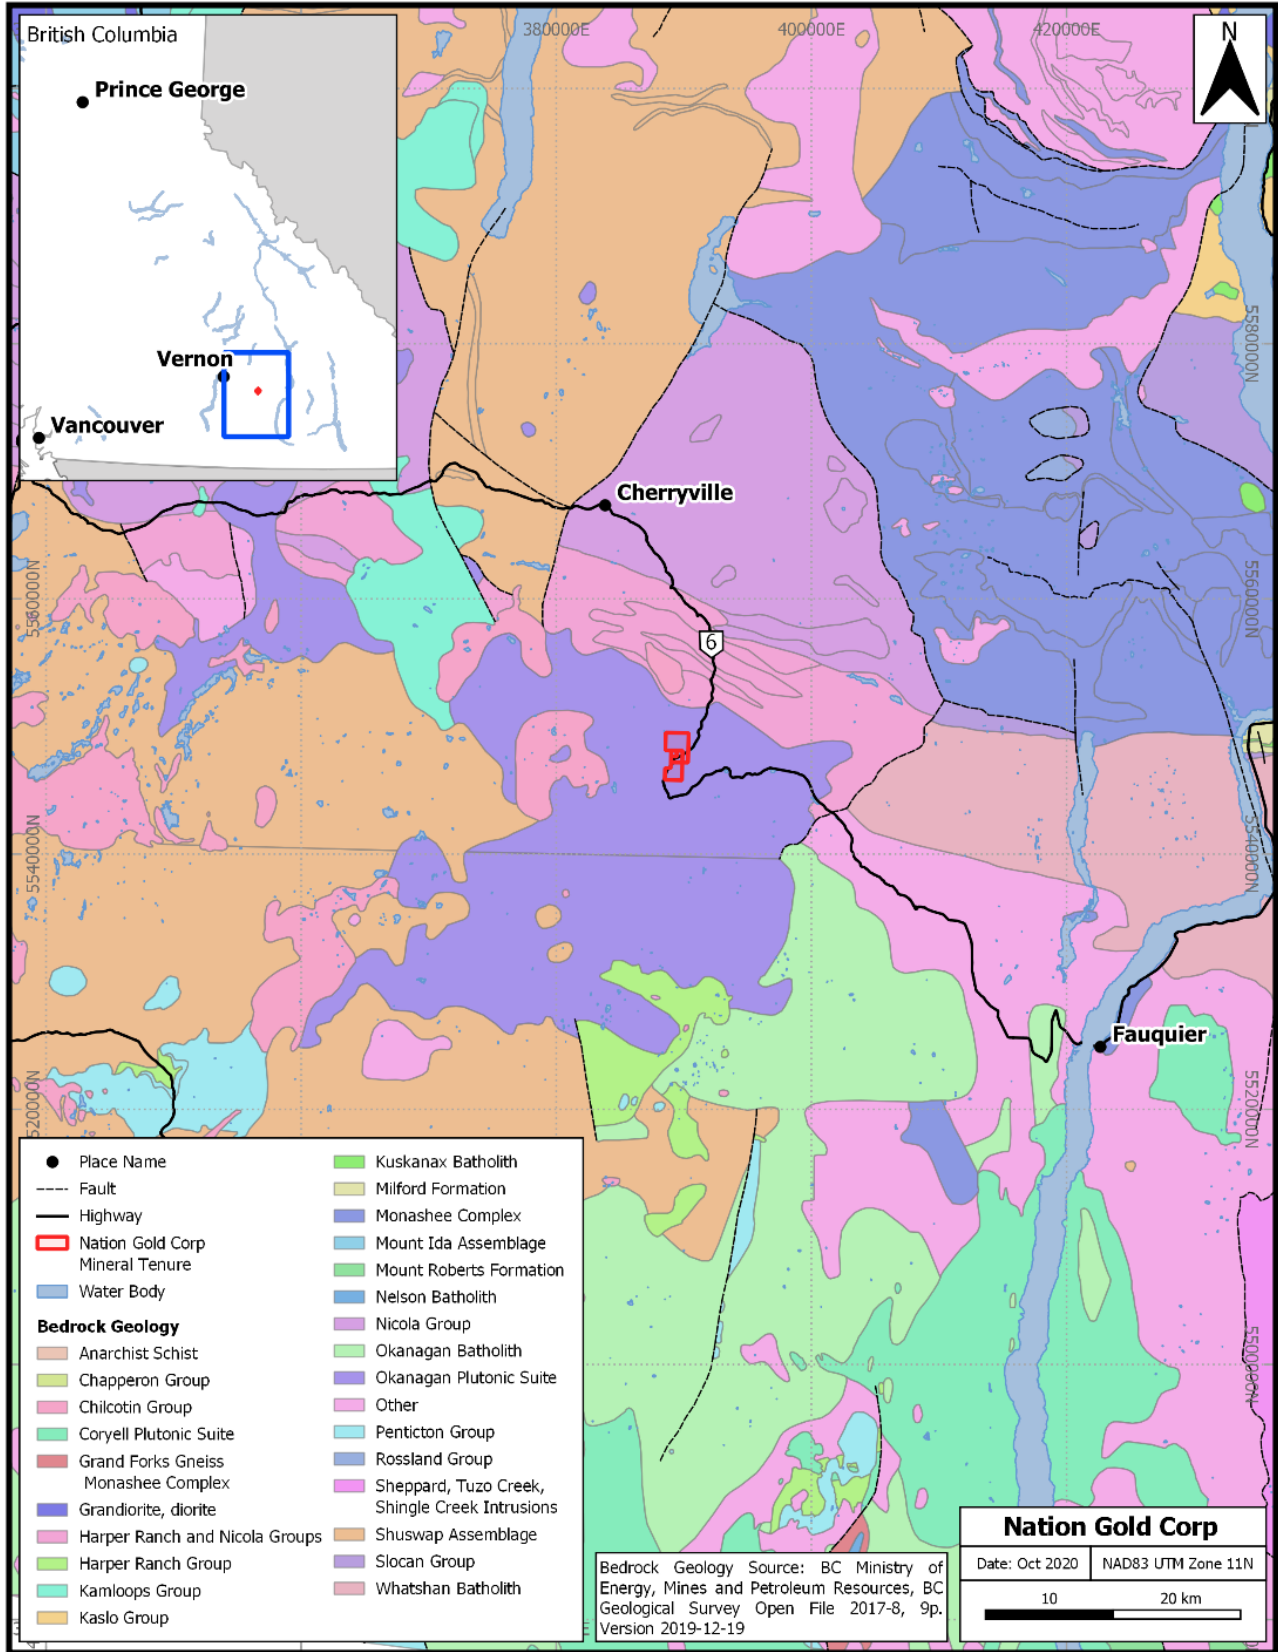 British Columbia
Prince George
Vernon
Vancouver
380000E
400000E
420000E
N
5580000N
Cherryville
5560000N
5560000N
6
5540000N
5540000N
Fauquier
520000N
5520000N
5500000N
Place Name
Fault
Highway
Nation Gold Corp
Mineral Tenure
Water Body
Bedrock Geology
Anarchist Schist
Chapperon Group
Chilcotin Group
Coryell Plutonic Suite
Grand Forks Gneiss
Monashee Complex
Grandiorite, diorite
Harper Ranch and Nicola Groups
Harper Ranch Group
Kamloops Group
Kaslo Group
Kuskanax Batholith
Milford Formation
Monashee Complex
Mount Ida Assemblage
Mount Roberts Formation
Nelson Batholith
Nicola Group
Okanagan Batholith
Okanagan Plutonic Suite
Other
Penticton Group
Rossland Group
Sheppard, Tuzo Creek,
Shingle Creek Intrusions
Shuswap Assemblage
Slocan Group
Whatshan Batholith
Bedrock Geology Source: BC Ministry of
Energy, Mines and Petroleum Resources, BC
Geological Survey Open File 2017-8, 9p.
Version 2019-12-19
Nation Gold Corp
Date: Oct 2020
NAD83 UTM Zone 11N
10
20 km